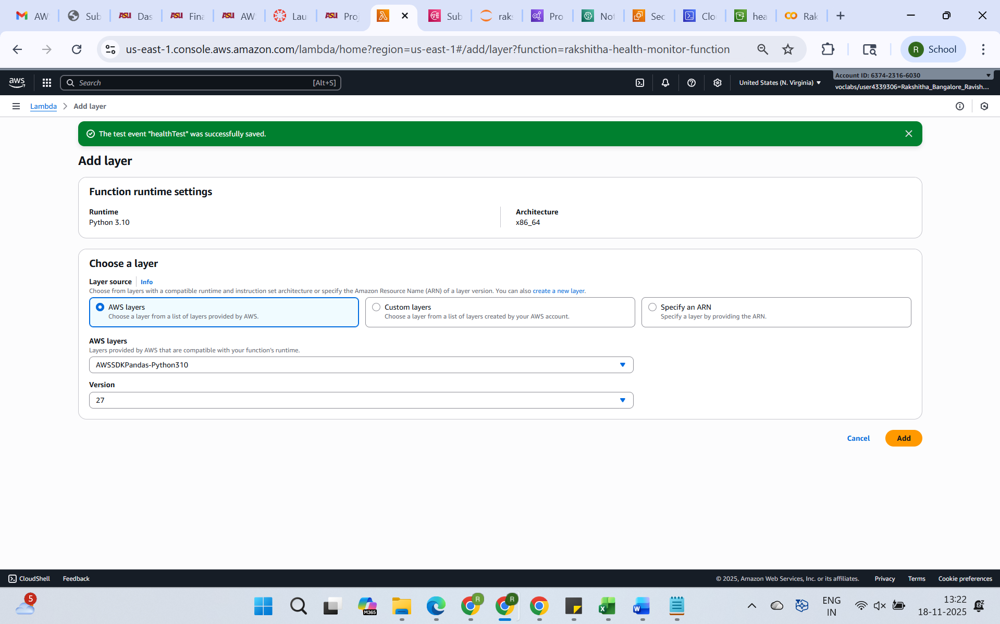 AW
Sub
ASU Das
ASU Fina
ASU AW
Lau
ASU Proj
Sub
raks
Pro
Not
Sec
Clo
hea
Rak
us-east-1.console.aws.amazon.com/lambda/home?region=us-east-1#/add/layer?function=rakshitha-health-monitor-function
R School
aws
Search [Alt+S]
United States (N. Virginia)
Account ID: 6374-2316-6030
voclabs/user4339306=Rakshitha_Bangalore_Ravish...
Lambda > Add layer
The test event "healthTest" was successfully saved.
Add layer
Function runtime settings
Runtime
Python 3.10
Architecture
x86_64
Choose a layer
Layer source Info
Choose from layers with a compatible runtime and instruction set architecture or specify the Amazon Resource Name (ARN) of a layer version. You can also create a new layer.
AWS layers
Choose a layer from a list of layers provided by AWS.
Custom layers
Choose a layer from a list of layers created by your AWS account.
Specify an ARN
Specify a layer by providing the ARN.
AWS layers
Layers provided by AWS that are compatible with your function's runtime.
AWSSDKPandas-Python310
Version
27
Cancel
Add
CloudShell
Feedback
© 2025, Amazon Web Services, Inc. or its affiliates.
Privacy
Terms
Cookie preferences
5
M365
R
R
X
W
ENG
IN
13:22
18-11-2025